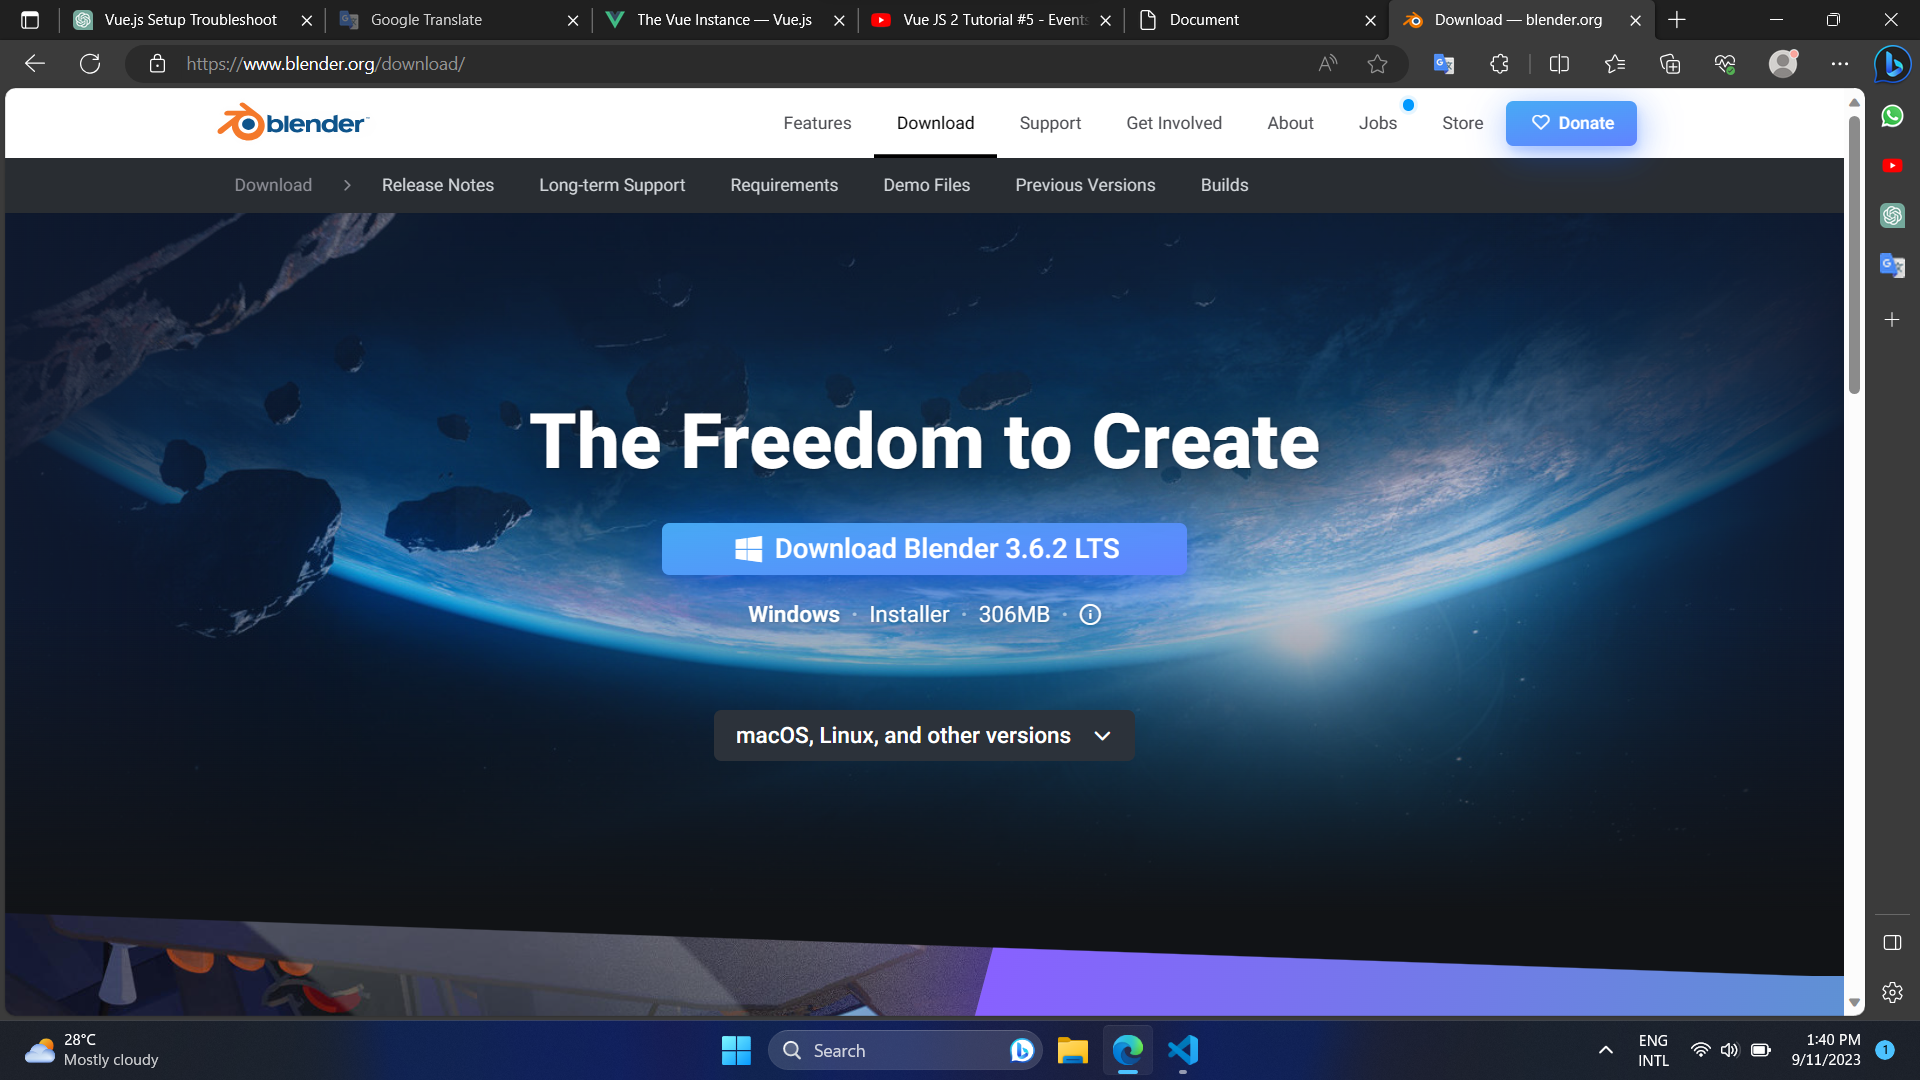 Vue.js Setup Troubleshoot
Google Translate
The Vue Instance — Vue.js
Vue JS 2 Tutorial #5 - Events
Document
Download — blender.org
https://www.blender.org/download/
blender
Features
Download
Support
Get Involved
About
Jobs
Store
Donate
Download
Release Notes
Long-term Support
Requirements
Demo Files
Previous Versions
Builds
The Freedom to Create
Download Blender 3.6.2 LTS
Windows · Installer · 306MB ·
macOS, Linux, and other versions
28°C
Mostly cloudy
Search
ENG
INTL
1:40 PM
9/11/2023
1